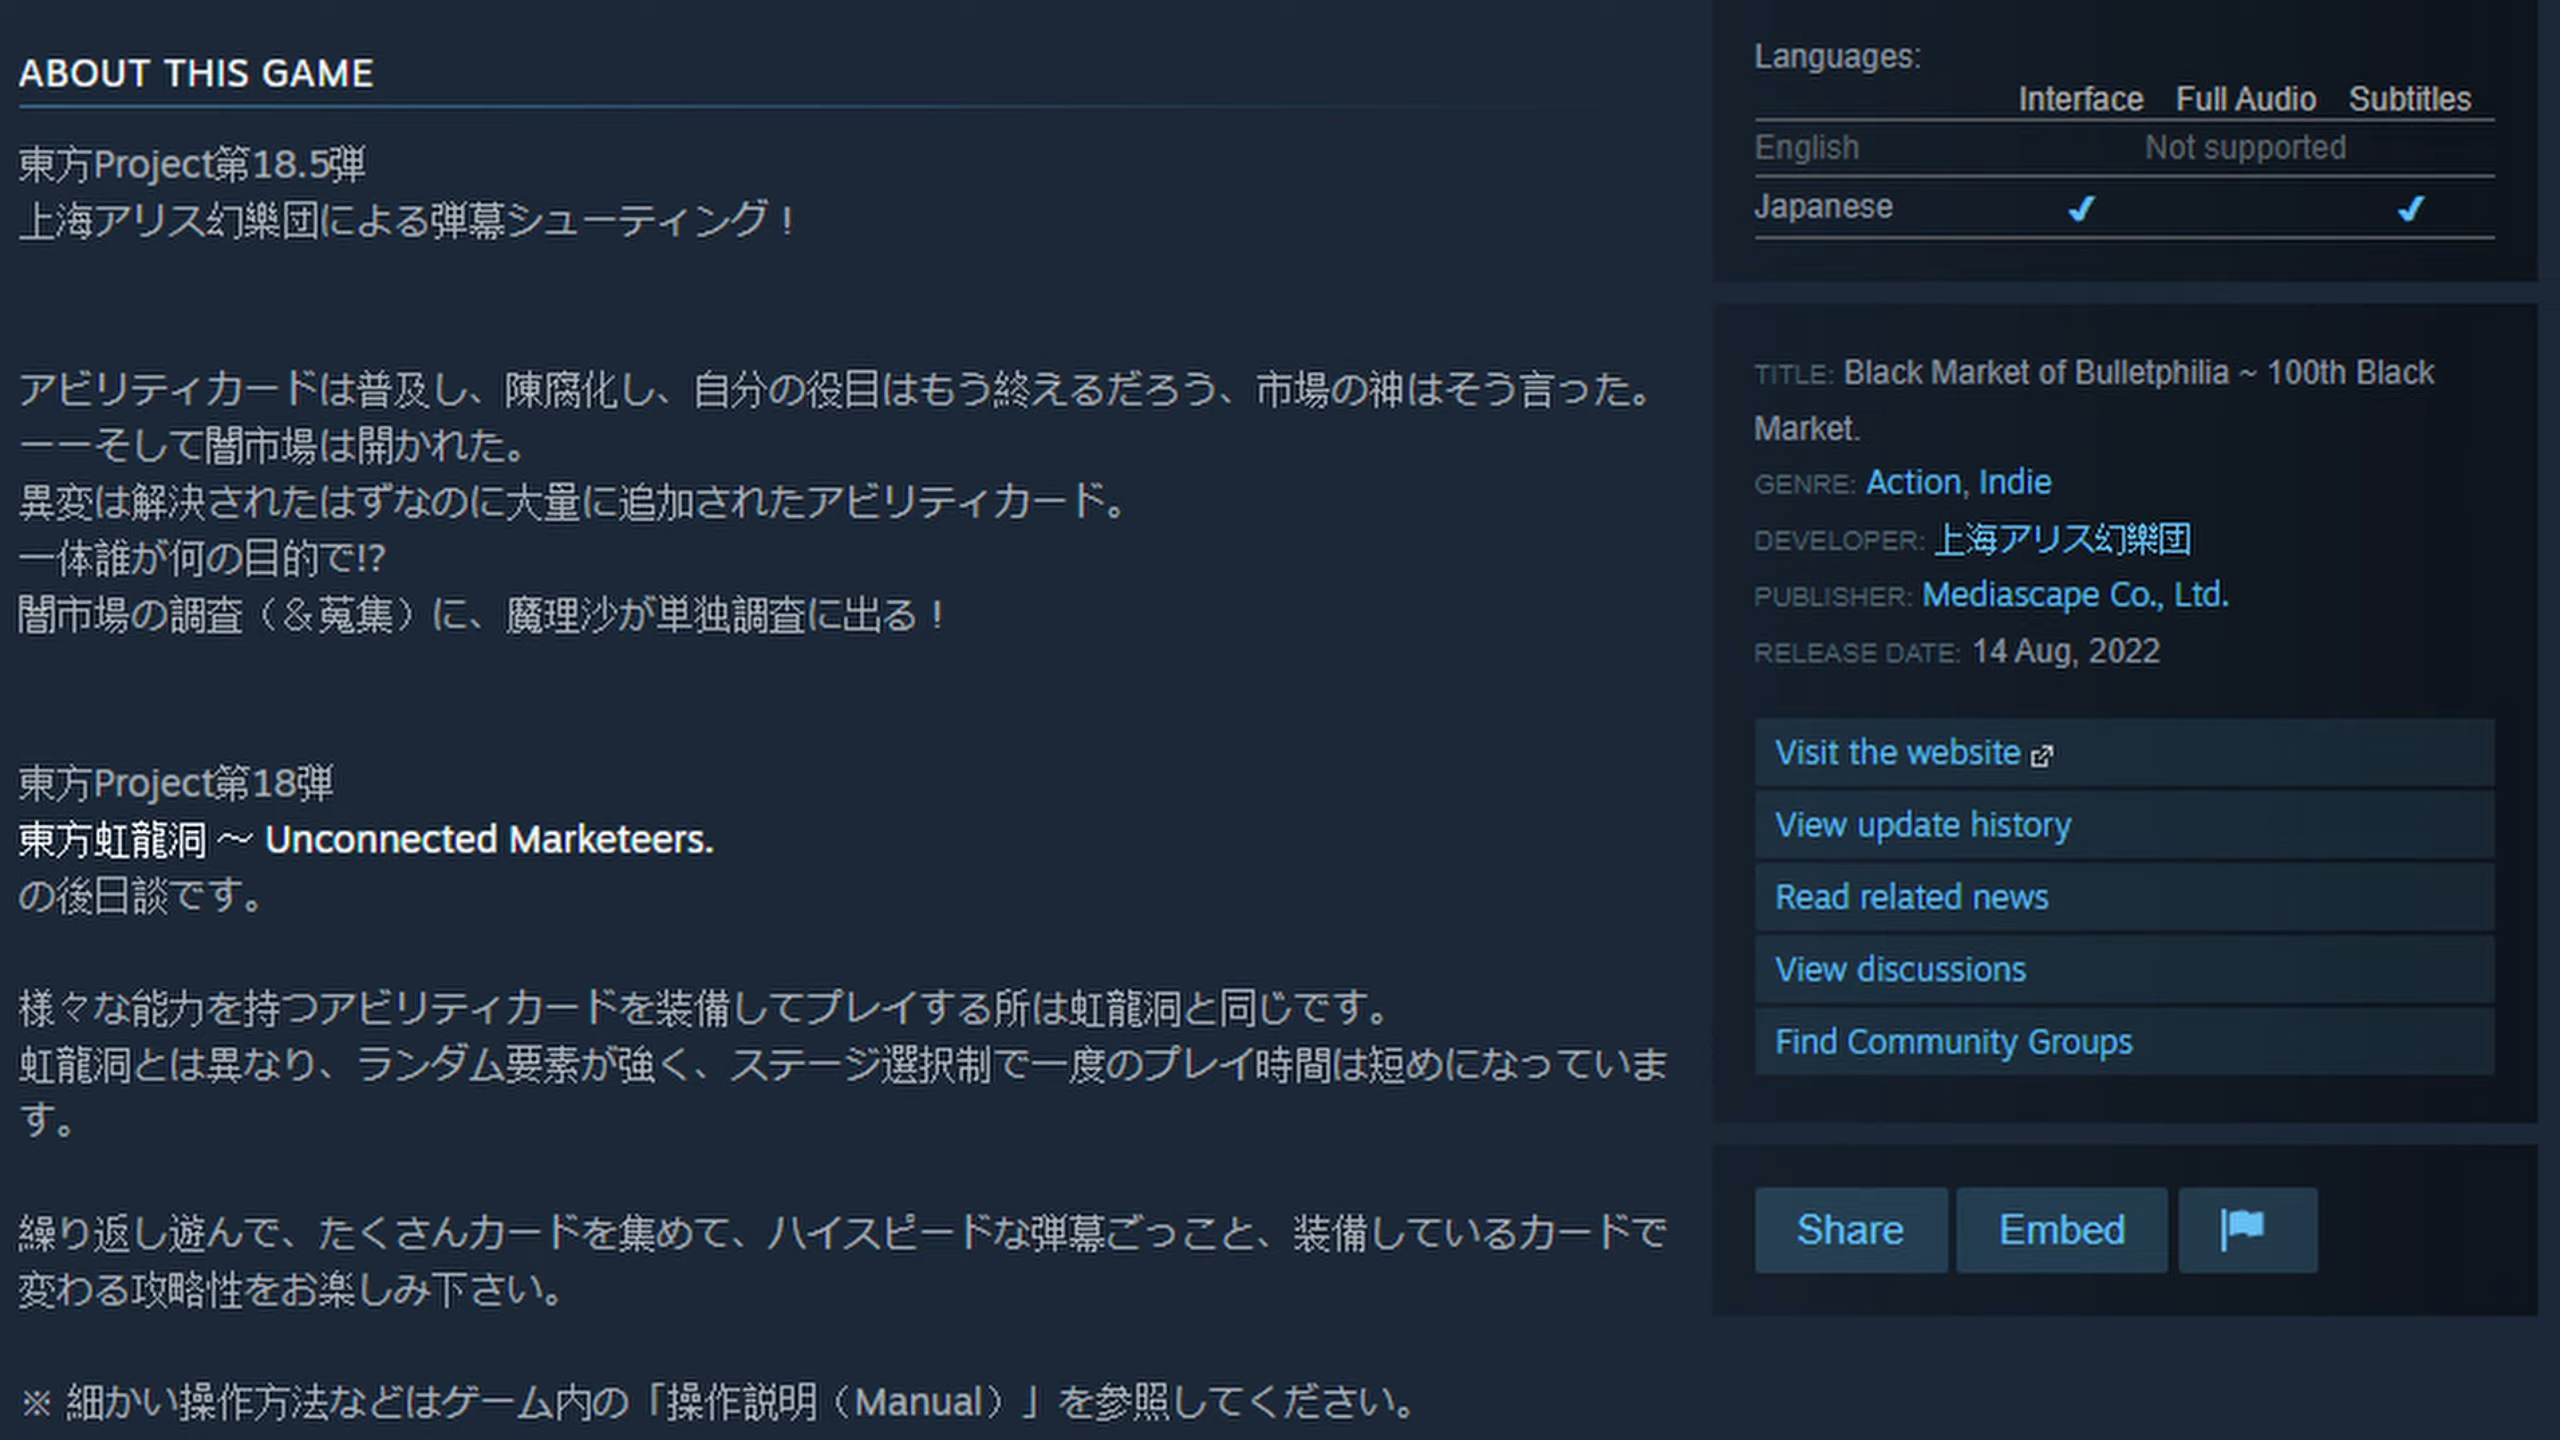 ABOUT THIS GAME
東方Project第18.5弾
上海アリス幻樂団による弾幕シューティング！
アビリティカードは普及し、陳腐化し、自分の役目はもう終えるだろう、市場の神はそう言った。
ーーそして闇市場は開かれた。
異変は解決されたはずなのに大量に追加されたアビリティカード。
一体誰が何の目的で!?
闇市場の調査（＆蒐集）に、魔理沙が単独調査に出る！
東方Project第18弾
東方虹龍洞 ～ Unconnected Marketeers.
の後日談です。
様々な能力を持つアビリティカードを装備してプレイする所は虹龍洞と同じです。
虹龍洞とは異なり、ランダム要素が強く、ステージ選択制で一度のプレイ時間は短めになっていま
す。
繰り返し遊んで、たくさんカードを集めて、ハイスピードな弾幕ごっこと、装備しているカードで
変わる攻略性をお楽しみ下さい。
※ 細かい操作方法などはゲーム内の「操作説明（Manual）」を参照してください。
Languages:
Interface Full Audio Subtitles
English Not supported
Japanese ✔ ✔
TITLE: Black Market of Bulletphilia ~ 100th Black
Market.
GENRE: Action, Indie
DEVELOPER: 上海アリス幻樂団
PUBLISHER: Mediascape Co., Ltd.
RELEASE DATE: 14 Aug, 2022
Visit the website
View update history
Read related news
View discussions
Find Community Groups
Share Embed